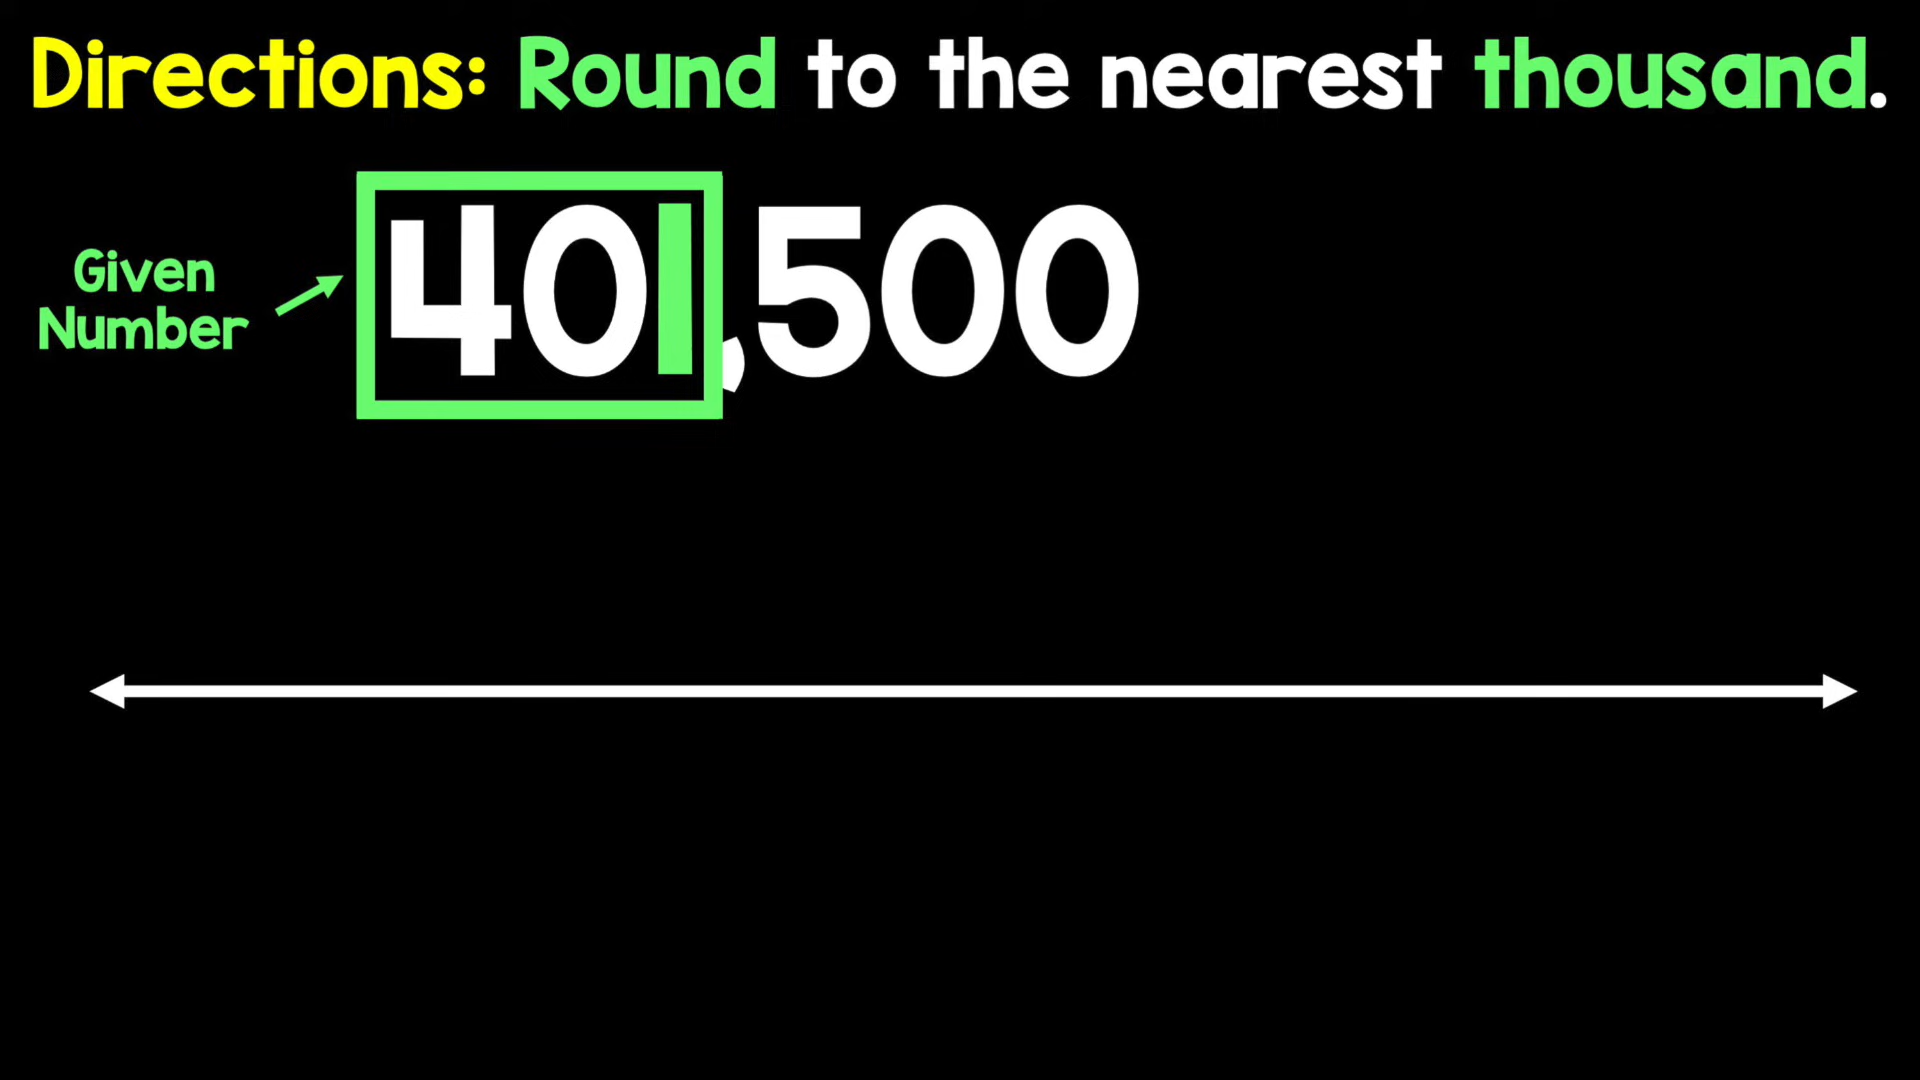 Directions: Round to the nearest thousand.
401,500
Given
Number